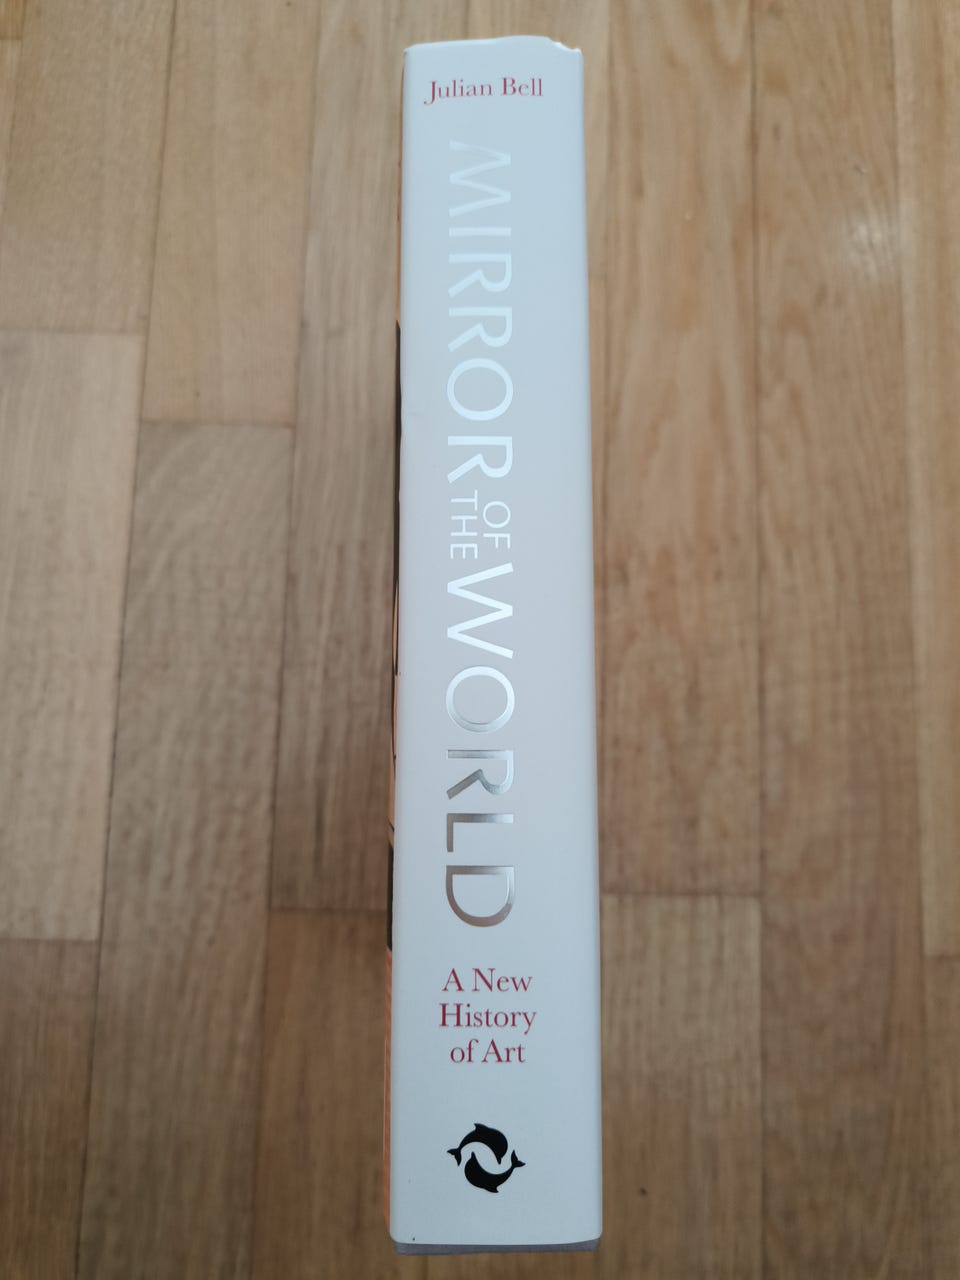 Julian Bell
MIRROR OF THE WORLD
A New
History
of Art